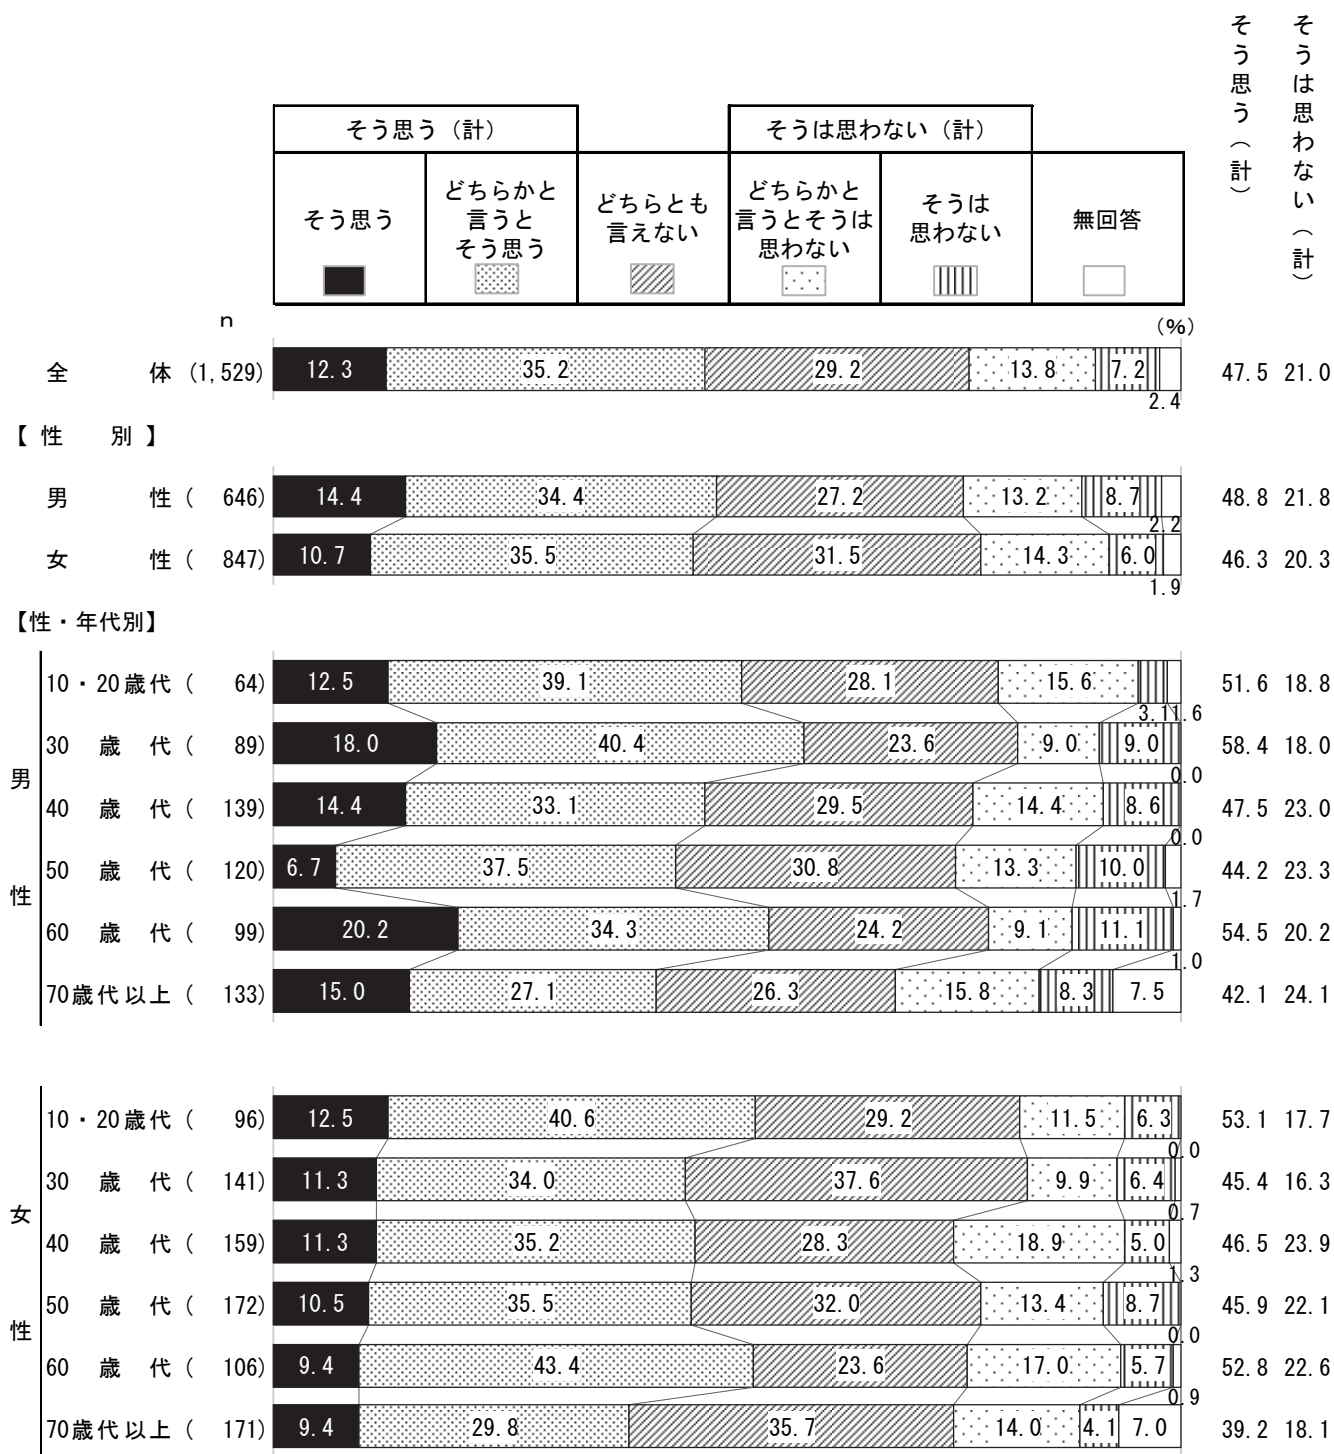 そう思う（計）
そうは思わない（計）
そう思う（計）
そうは思わない（計）
そう思う
どちらかと
言うと
そう思う
どちらとも
言えない
どちらかと
言うとそうは
思わない
そうは
思わない
無回答
n
(%)
全体 (1,529) 12.3 35.2 29.2 13.8 7.2 2.4 47.5 21.0
【性別】
男性 ( 646) 14.4 34.4 27.2 13.2 8.7 2.2 48.8 21.8
女性 ( 847) 10.7 35.5 31.5 14.3 6.0 1.9 46.3 20.3
【性・年代別】
男性
10・20歳代 ( 64) 12.5 39.1 28.1 15.6 3.1 1.6 51.6 18.8
30歳代 ( 89) 18.0 40.4 23.6 9.0 9.0 0.0 58.4 18.0
40歳代 ( 139) 14.4 33.1 29.5 14.4 8.6 0.0 47.5 23.0
50歳代 ( 120) 6.7 37.5 30.8 13.3 10.0 1.7 44.2 23.3
60歳代 ( 99) 20.2 34.3 24.2 9.1 11.1 1.0 54.5 20.2
70歳代以上 ( 133) 15.0 27.1 26.3 15.8 8.3 7.5 42.1 24.1
女性
10・20歳代 ( 96) 12.5 40.6 29.2 11.5 6.3 0.0 53.1 17.7
30歳代 ( 141) 11.3 34.0 37.6 9.9 6.4 0.7 45.4 16.3
40歳代 ( 159) 11.3 35.2 28.3 18.9 5.0 1.3 46.5 23.9
50歳代 ( 172) 10.5 35.5 32.0 13.4 8.7 0.0 45.9 22.1
60歳代 ( 106) 9.4 43.4 23.6 17.0 5.7 0.9 52.8 22.6
70歳代以上 ( 171) 9.4 29.8 35.7 14.0 4.1 7.0 39.2 18.1